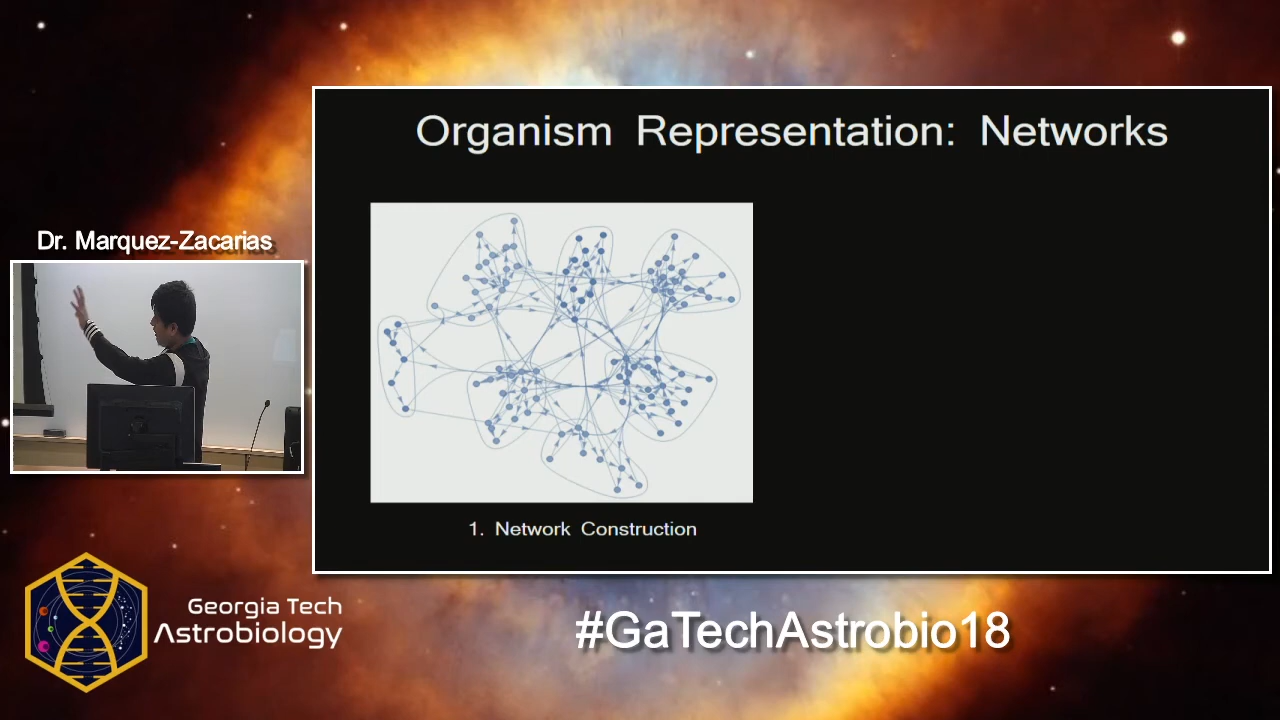 Organism Representation: Networks
Dr. Marquez-Zacarias
1. Network Construction
Georgia Tech
Astrobiology
#GaTechAstrobio18